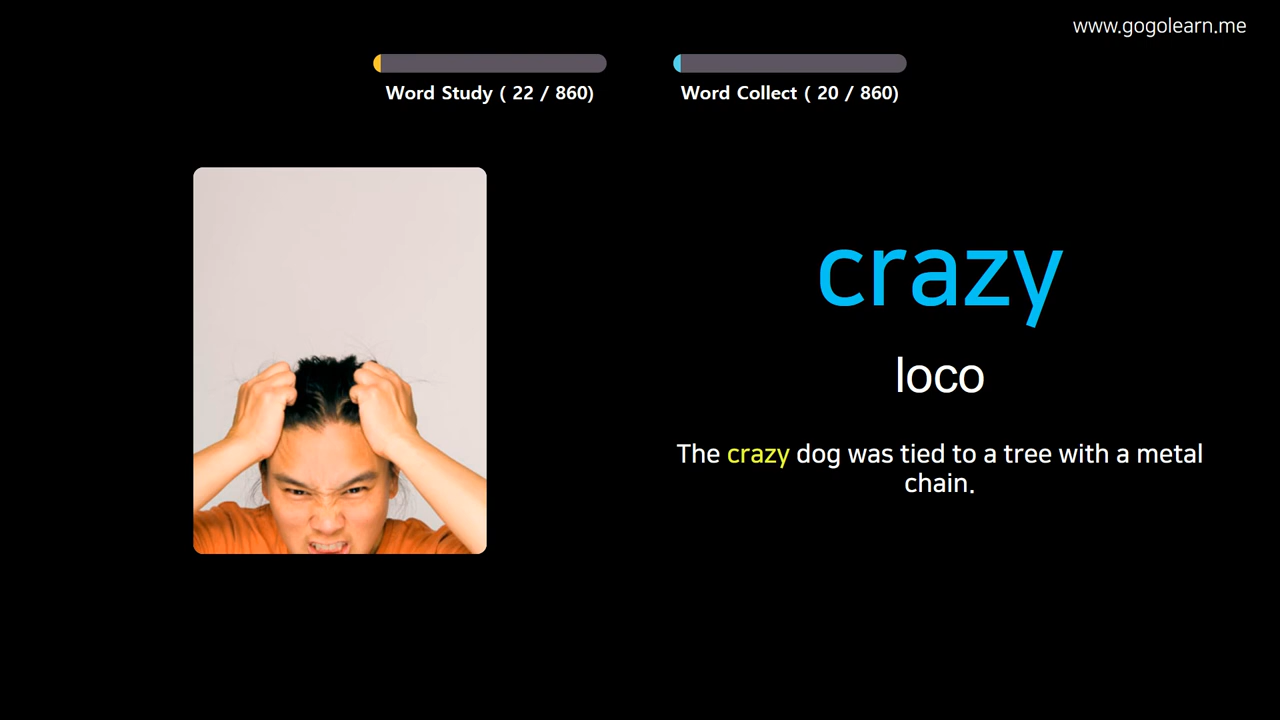 www.gogolearn.me
Word Study ( 22 / 860)
Word Collect ( 20 / 860)
crazy
loco
The crazy dog was tied to a tree with a metal
chain.